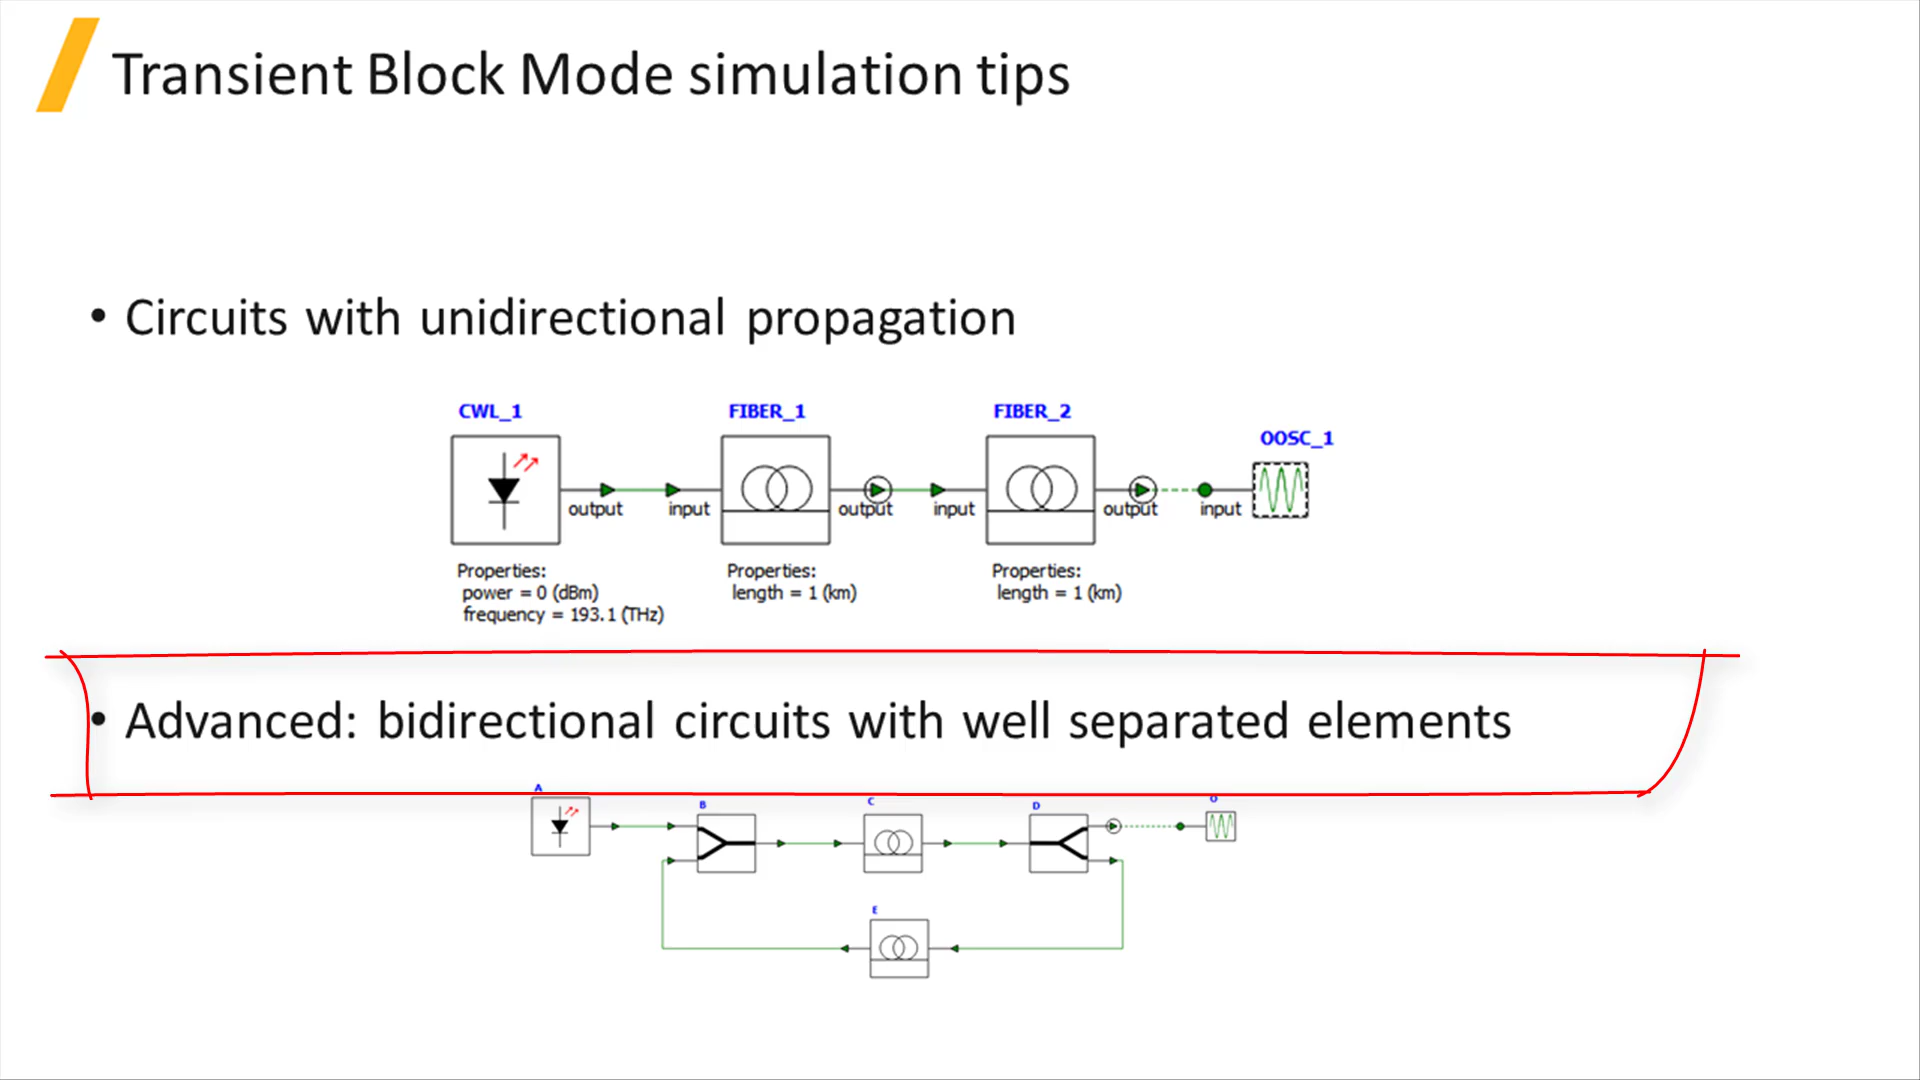 Transient Block Mode simulation tips
• Circuits with unidirectional propagation
CWL_1 FIBER_1 FIBER_2 OOSC_1
output input output input output input
Properties: Properties: Properties:
power = 0 (dBm) length = 1 (km) length = 1 (km)
frequency = 193.1 (THz)
• Advanced: bidirectional circuits with well separated elements
A B C D O
E